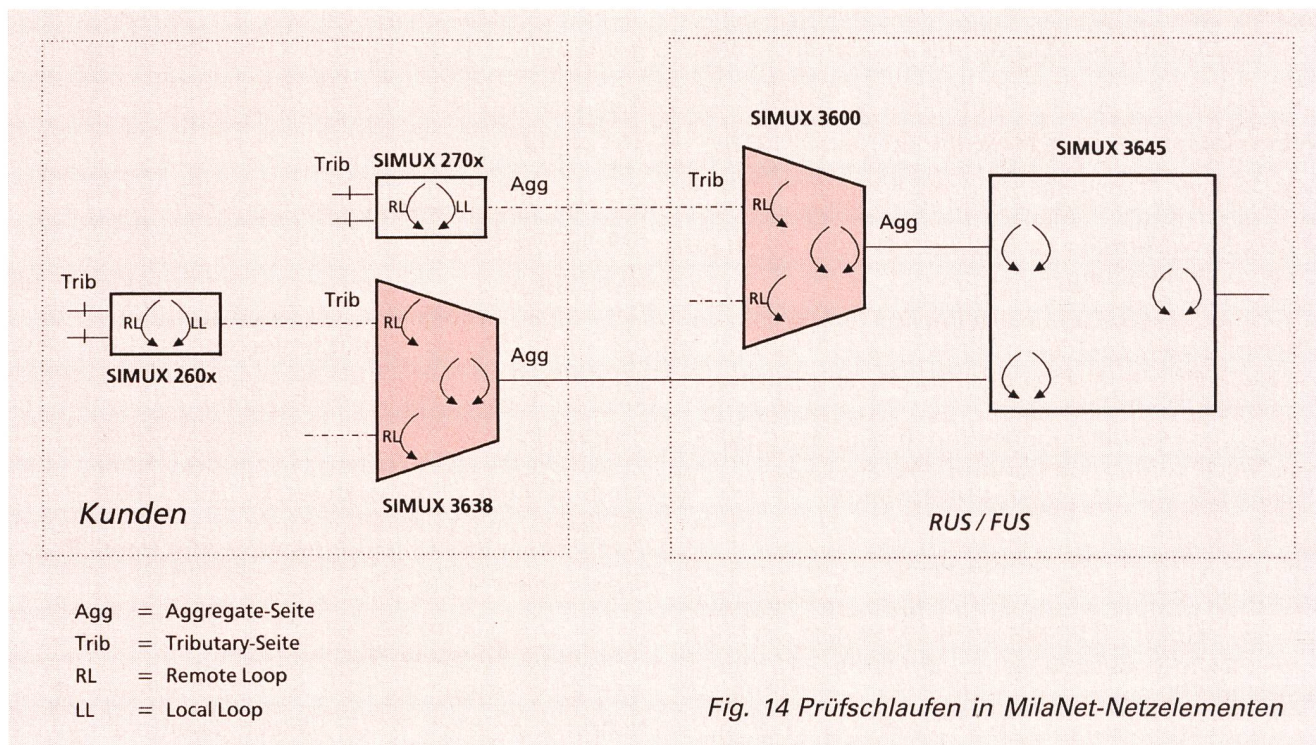 SIMUX 3600
SIMUX 3645
Trib
SIMUX 270x
Agg
RL
LL
Trib
RL
Agg
RL
Trib
RL
LL
SIMUX 260x
Trib
RL
Agg
RL
SIMUX 3638
Kunden
RUS / FUS
Agg = Aggregate-Seite
Trib = Tributary-Seite
RL = Remote Loop
LL = Local Loop
Fig. 14 Prüfschlaufen in MilaNet-Netzelementen